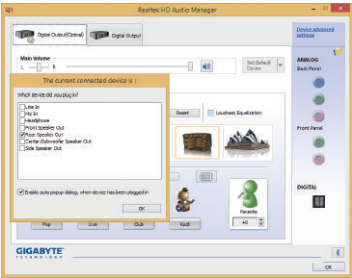 Realtek HD Audio Manager
Digital Output(Optical)
Digital Output
Device advanced
settings
Main Volume
L
R
Set Default
Device
ANALOG
Back Panel
The current connected device is :
Which device did you plug in?
Line In
Mic In
Headphone
Front Speaker Out
Rear Speaker Out
Center/Subwoofer Speaker Out
Side Speaker Out
Reset
Loudness Equalization
Front Panel
DIGITAL
Enable auto popup dialog, when device has been plugged in
OK
Karaoke
+0
Pop
Live
Club
Rock
GIGABYTE™
TECHNOLOGY
OK